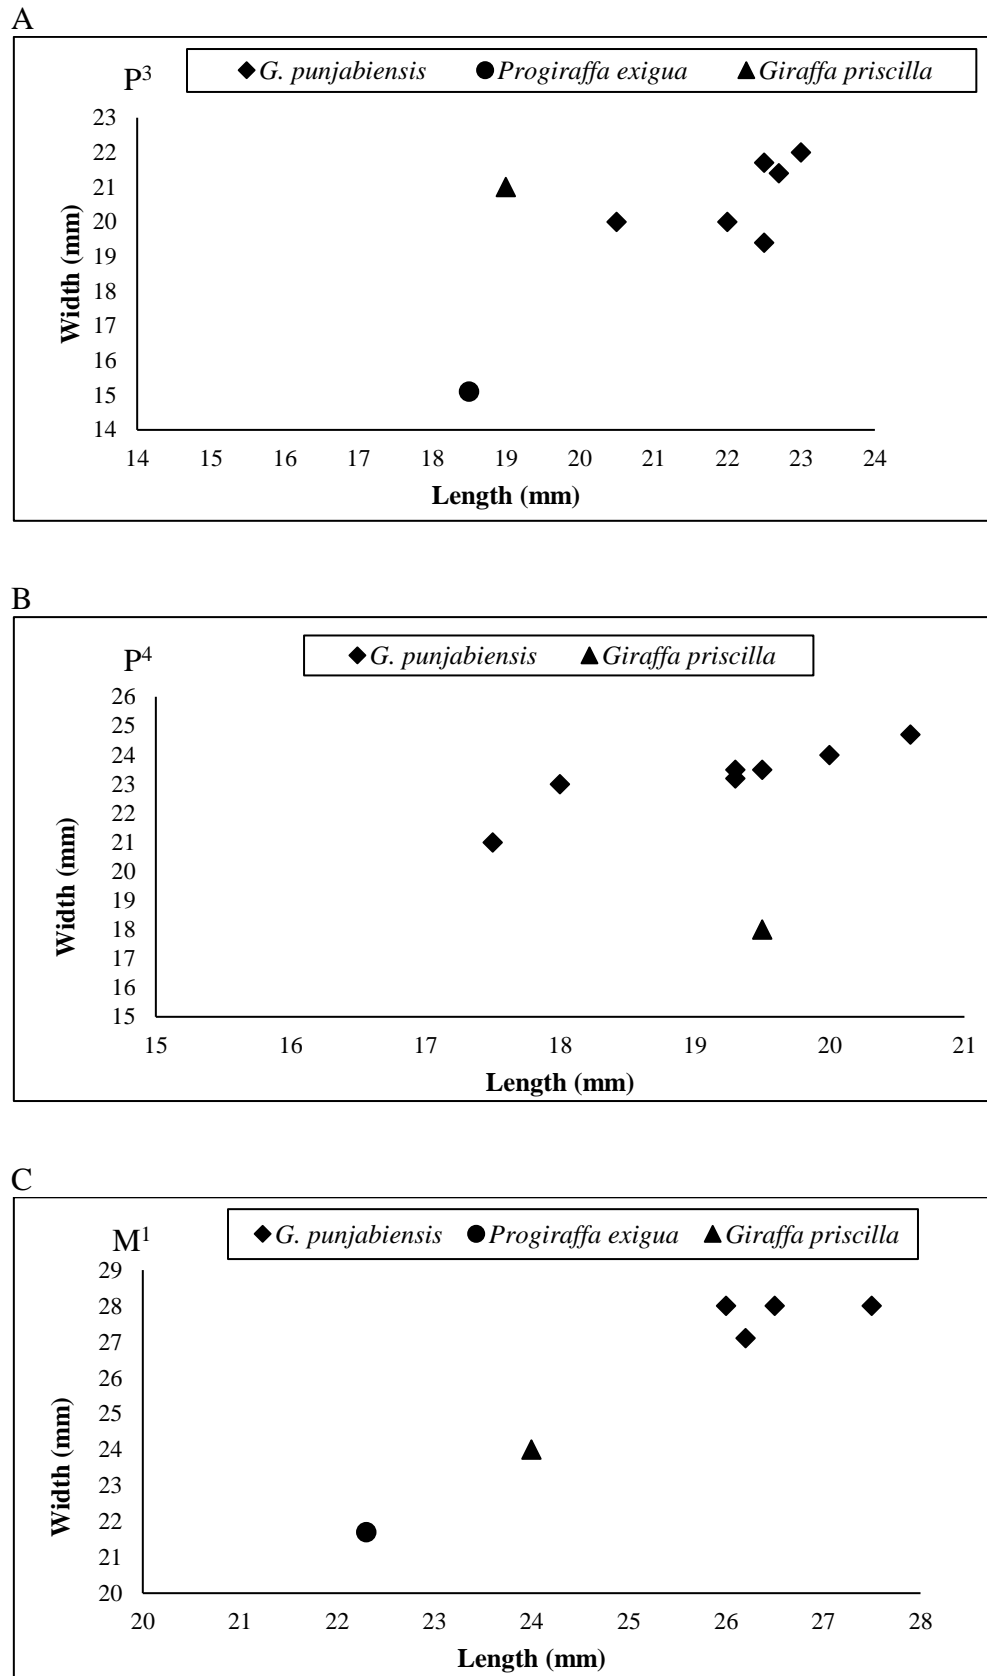 A
P³
◆ G. punjabiensis ● Progiraffa exigua ▲ Giraffa priscilla
23
22
21
20
19
18
17
16
15
14
Width (mm)
14 15 16 17 18 19 20 21 22 23 24
Length (mm)
B
P⁴
◆ G. punjabiensis ▲ Giraffa priscilla
26
25
24
23
22
21
20
19
18
17
16
15
Width (mm)
15 16 17 18 19 20 21
Length (mm)
C
M¹
◆ G. punjabiensis ● Progiraffa exigua ▲ Giraffa priscilla
29
28
27
26
25
24
23
22
21
20
Width (mm)
20 21 22 23 24 25 26 27 28
Length (mm)